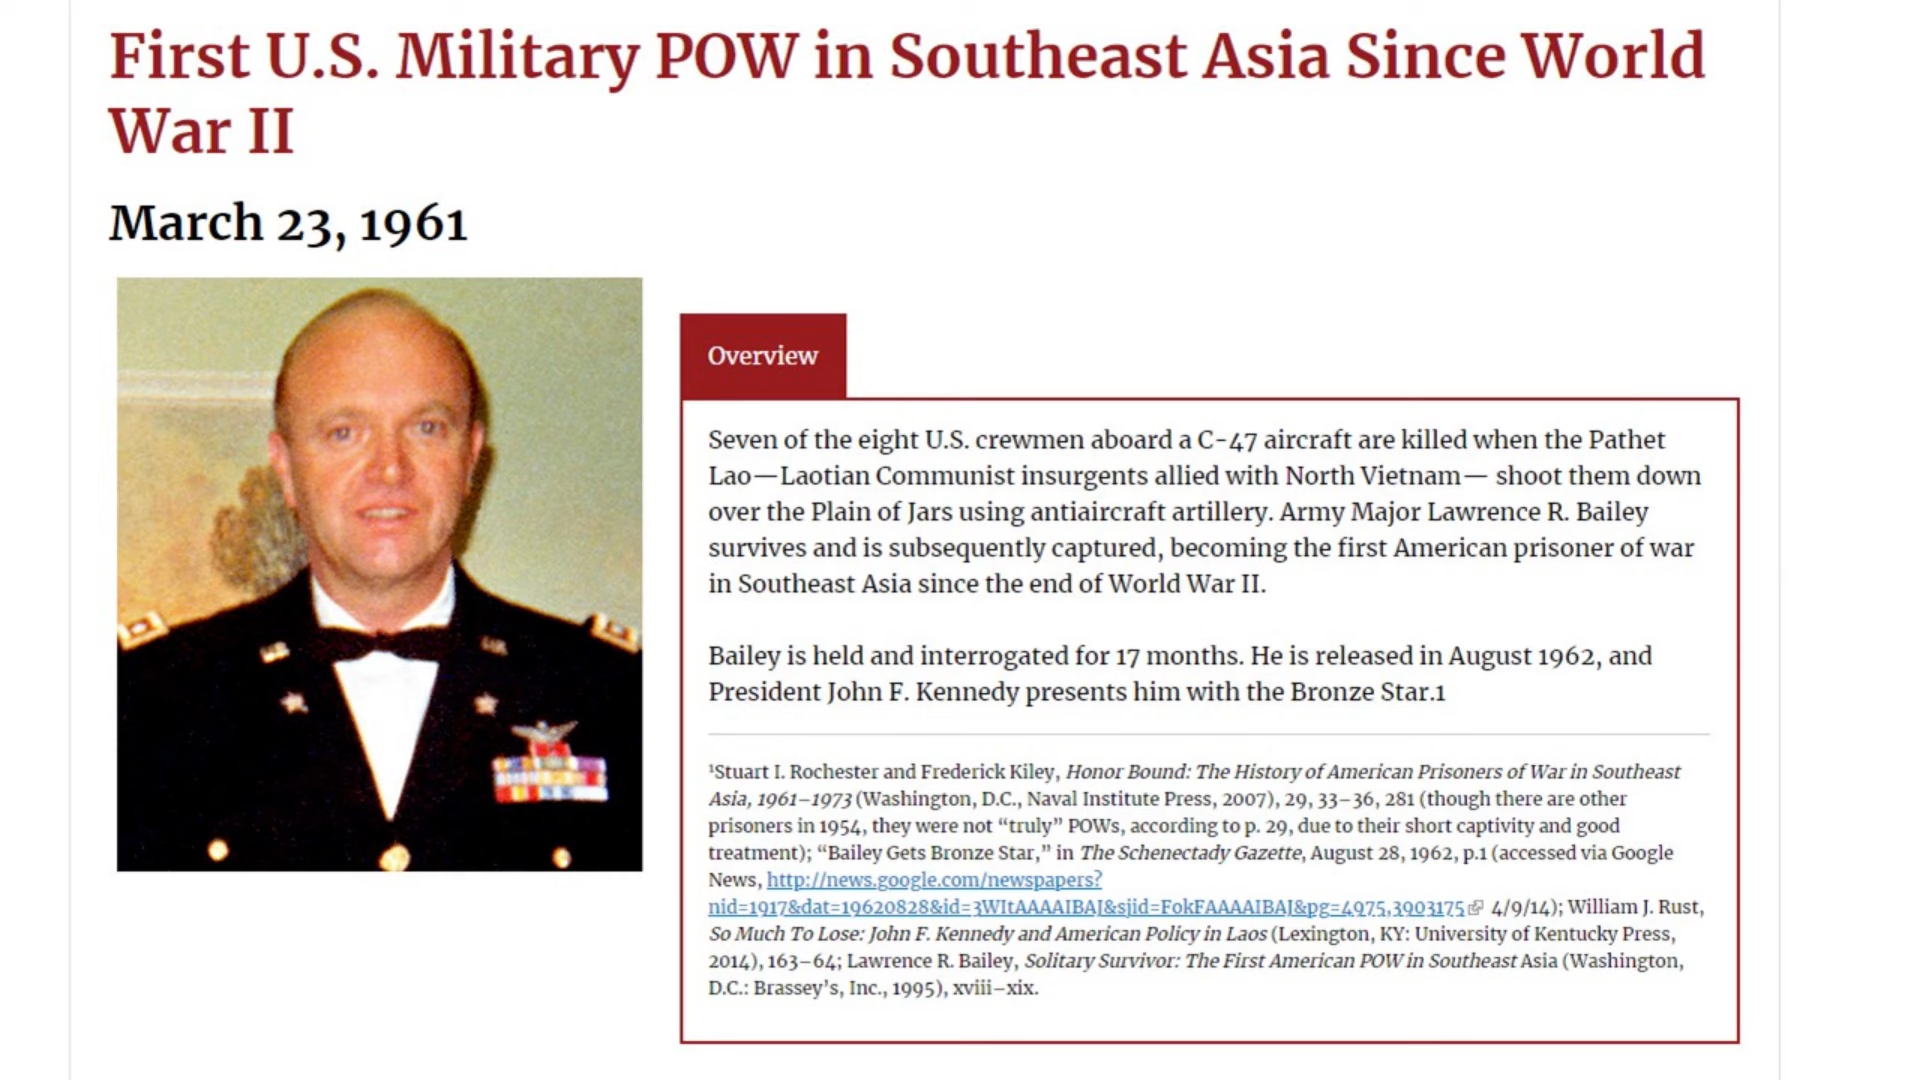 First U.S. Military POW in Southeast Asia Since World
War II
March 23, 1961
Overview
Seven of the eight U.S. crewmen aboard a C-47 aircraft are killed when the Pathet
Lao—Laotian Communist insurgents allied with North Vietnam— shoot them down
over the Plain of Jars using antiaircraft artillery. Army Major Lawrence R. Bailey
survives and is subsequently captured, becoming the first American prisoner of war
in Southeast Asia since the end of World War II.
Bailey is held and interrogated for 17 months. He is released in August 1962, and
President John F. Kennedy presents him with the Bronze Star.1
¹Stuart I. Rochester and Frederick Kiley, Honor Bound: The History of American Prisoners of War in Southeast
Asia, 1961–1973 (Washington, D.C., Naval Institute Press, 2007), 29, 33–36, 281 (though there are other
prisoners in 1954, they were not “truly” POWs, according to p. 29, due to their short captivity and good
treatment); “Bailey Gets Bronze Star,” in The Schenectady Gazette, August 28, 1962, p.1 (accessed via Google
News, http://news.google.com/newspapers?
nid=1917&dat=19620828&id=3WItAAAAIBAJ&sjid=FokFAAAAIBAJ&pg=4975,3903175 4/9/14); William J. Rust,
So Much To Lose: John F. Kennedy and American Policy in Laos (Lexington, KY: University of Kentucky Press,
2014), 163–64; Lawrence R. Bailey, Solitary Survivor: The First American POW in Southeast Asia (Washington,
D.C.: Brassey’s, Inc., 1995), xviii–xix.